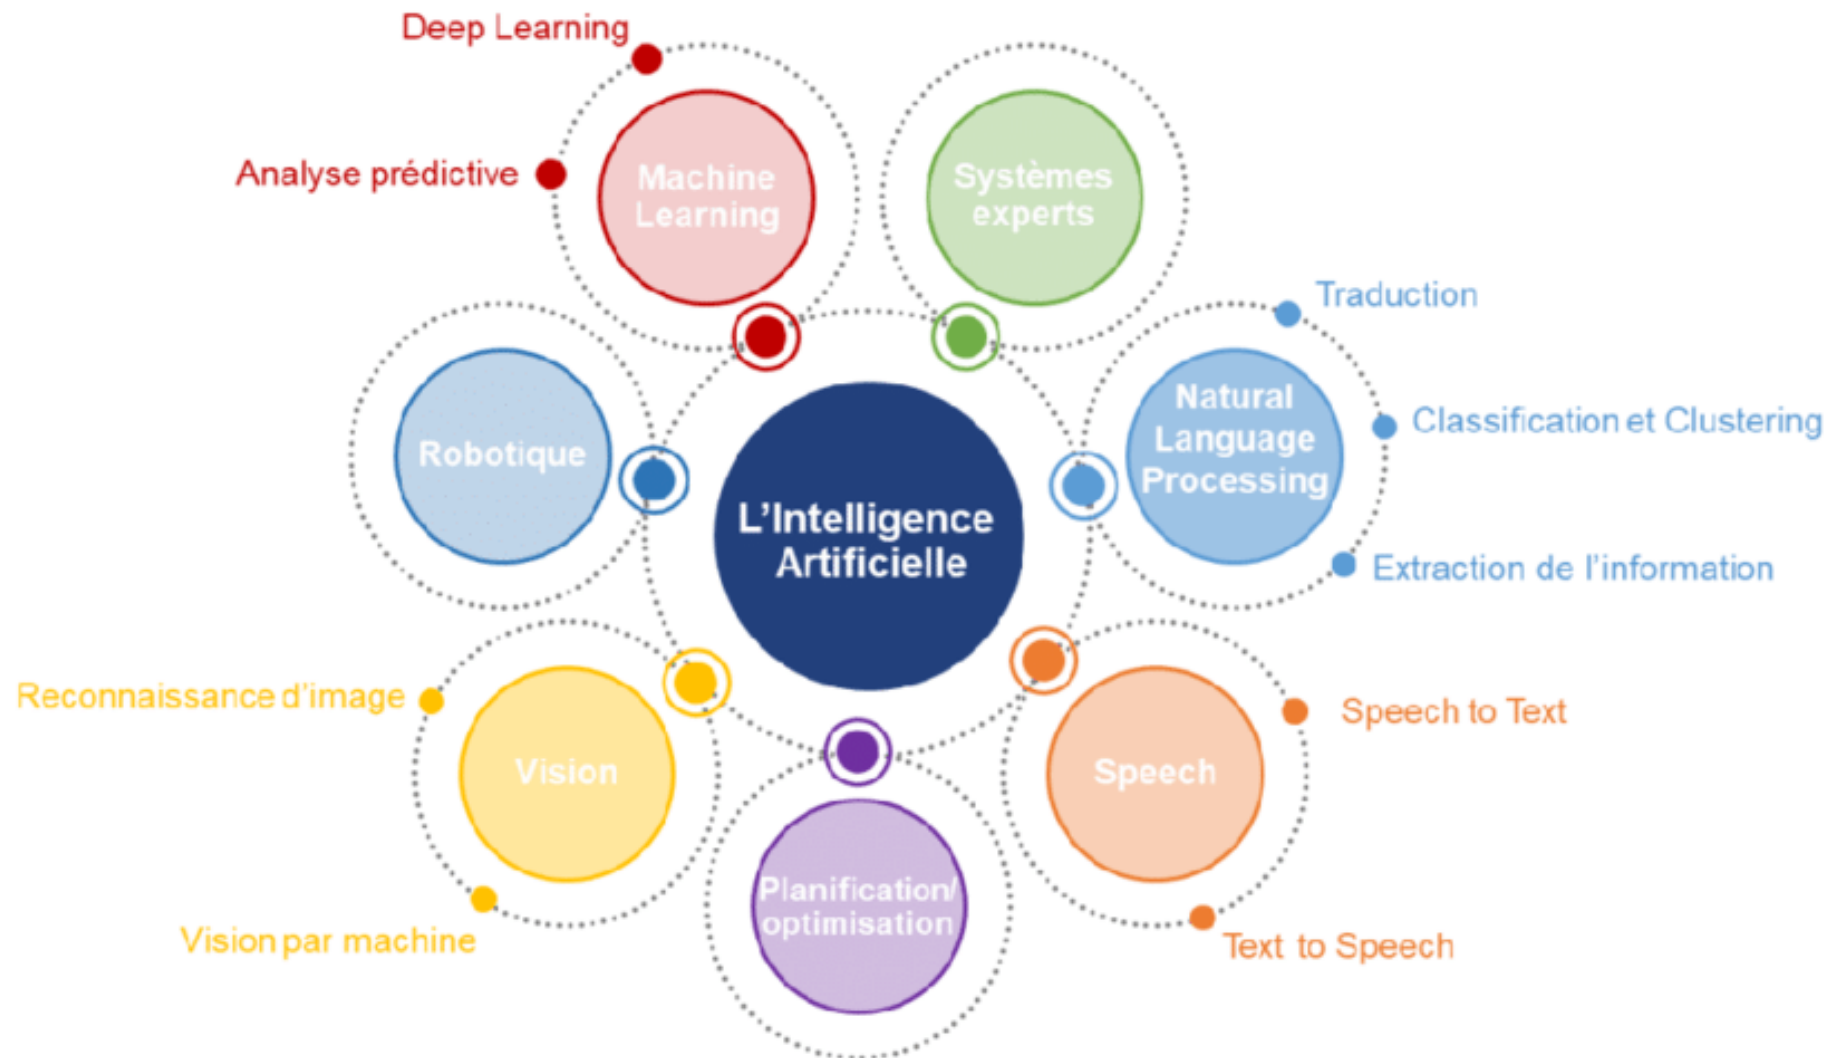 Deep Learning
Analyse prédictive
Machine
Learning
Systèmes
experts
Traduction
Natural
Language
Processing
Classification et Clustering
Extraction de l'information
Robotique
L'Intelligence
Artificielle
Reconnaissance d'image
Vision
Vision par machine
Speech
Speech to Text
Text to Speech
Planification/
optimisation